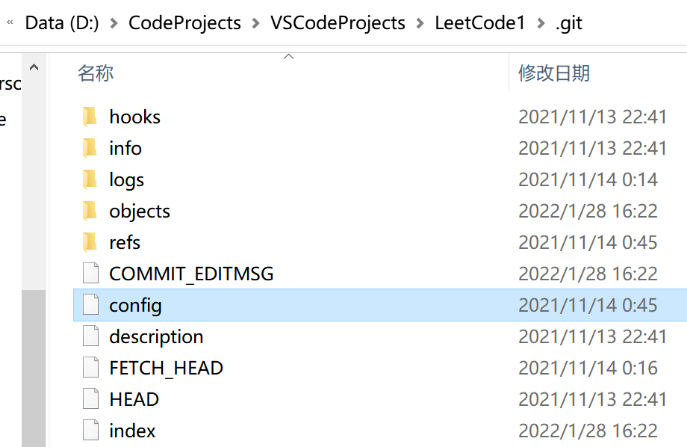 « Data (D:) > CodeProjects > VSCodeProjects > LeetCode1 > .git
名称 修改日期
hooks 2021/11/13 22:41
info 2021/11/13 22:41
logs 2021/11/14 0:14
objects 2022/1/28 16:22
refs 2021/11/14 0:45
COMMIT_EDITMSG 2022/1/28 16:22
config 2021/11/14 0:45
description 2021/11/13 22:41
FETCH_HEAD 2021/11/14 0:16
HEAD 2021/11/13 22:41
index 2022/1/28 16:22